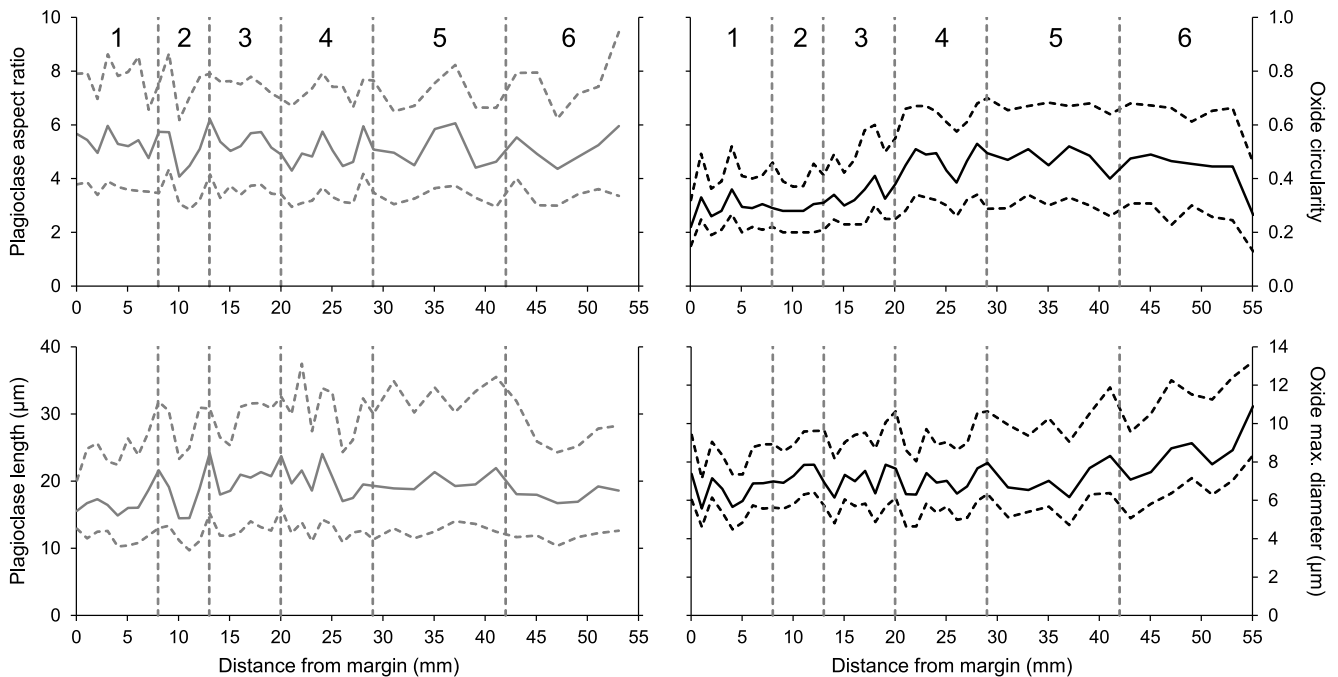 Plagioclase aspect ratio
10
8
6
4
2
0
1 2 3 4 5 6
0 5 10 15 20 25 30 35 40 45 50 55
1 2 3 4 5 6
1.0
0.8
0.6
0.4
0.2
0.0
Oxide circularity
0 5 10 15 20 25 30 35 40 45 50 55
Plagioclase length (µm)
40
30
20
10
0
0 5 10 15 20 25 30 35 40 45 50 55
Distance from margin (mm)
14
12
10
8
6
4
2
0
Oxide max. diameter (µm)
0 5 10 15 20 25 30 35 40 45 50 55
Distance from margin (mm)